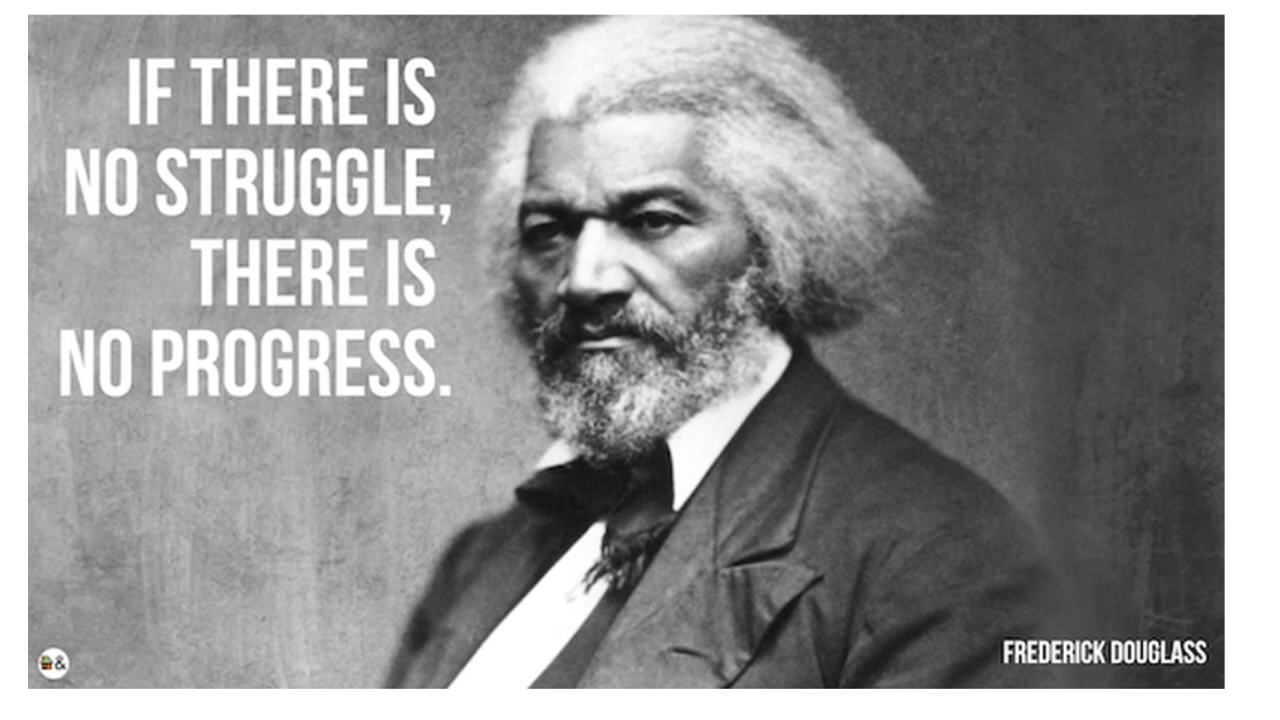 IF THERE IS
NO STRUGGLE,
THERE IS
NO PROGRESS.
&
FREDERICK DOUGLASS